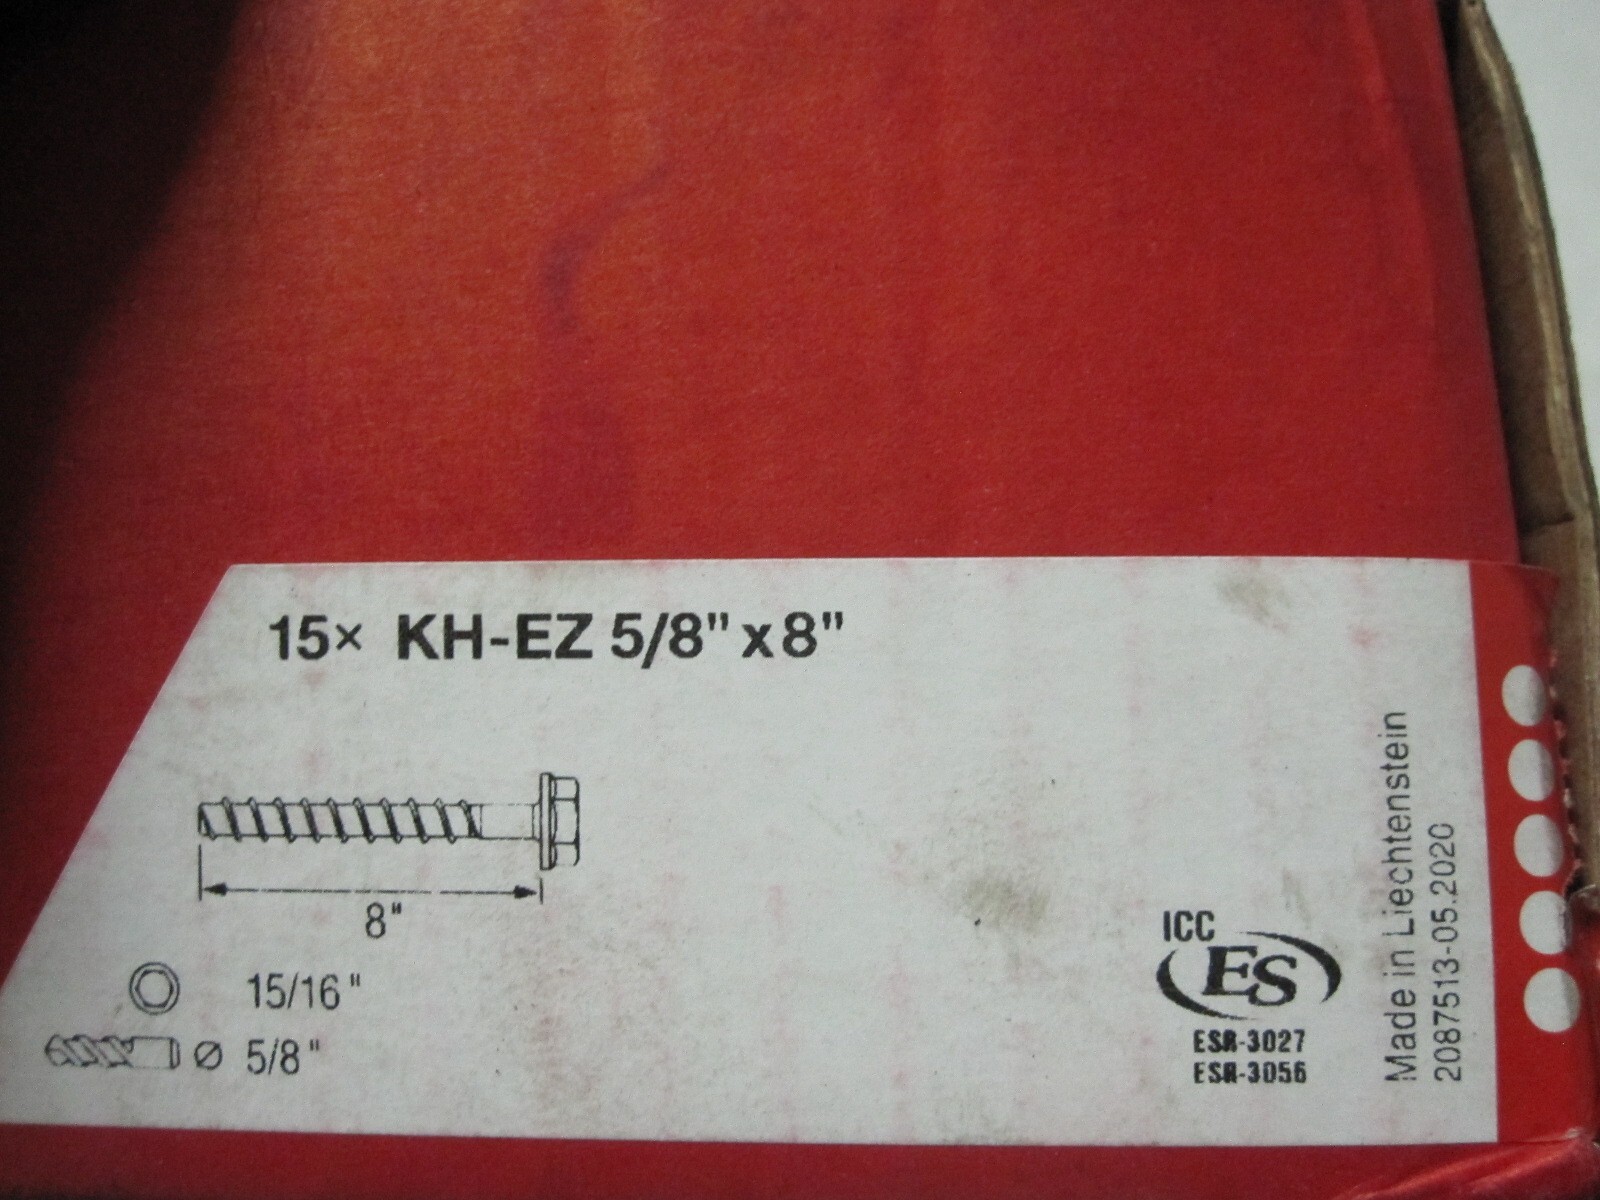 15× KH-EZ 5/8" x 8"
8"
15/16"
Ø 5/8"
ICC
ES
ESR-3027
ESR-3056
Made in Liechtenstein
2087513-05.2020